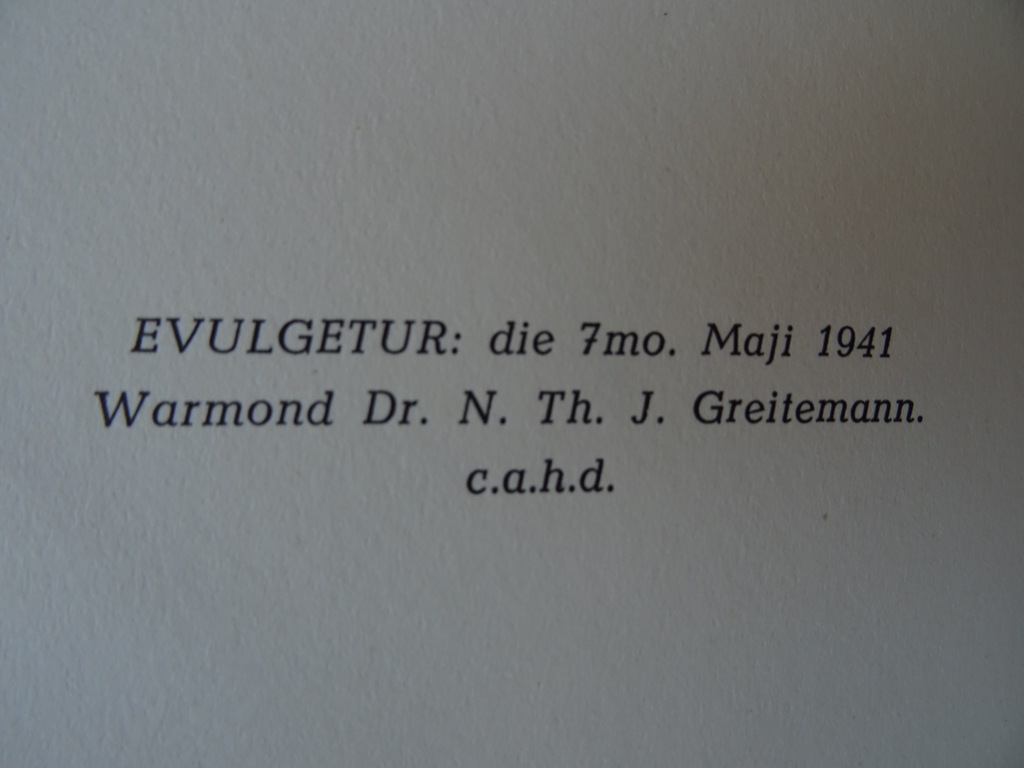 EVULGETUR: die 7mo. Maji 1941
Warmond Dr. N. Th. J. Greitemann.
c.a.h.d.